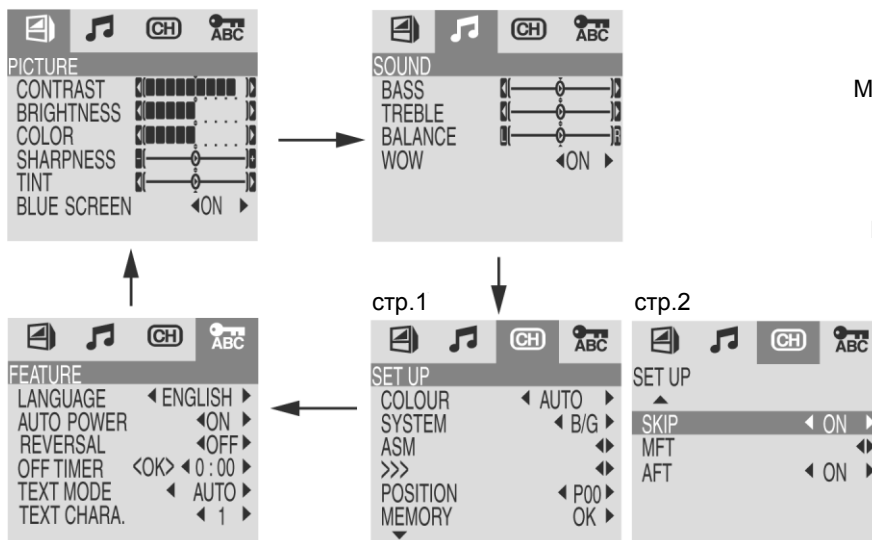 CH ABC
PICTURE
CONTRAST
BRIGHTNESS
COLOR
SHARPNESS - +
TINT
BLUE SCREEN ON
CH ABC
SOUND
BASS
TREBLE
BALANCE L R
WOW ON
М
стр.1
CH ABC
SET UP
COLOUR AUTO
SYSTEM B/G
ASM
>>>
POSITION P00
MEMORY OK
стр.2
CH ABC
SET UP
SKIP ON
MFT
AFT ON
CH ABC
FEATURE
LANGUAGE ENGLISH
AUTO POWER ON
REVERSAL OFF
OFF TIMER <OK> 0 : 00
TEXT MODE AUTO
TEXT CHARA. 1